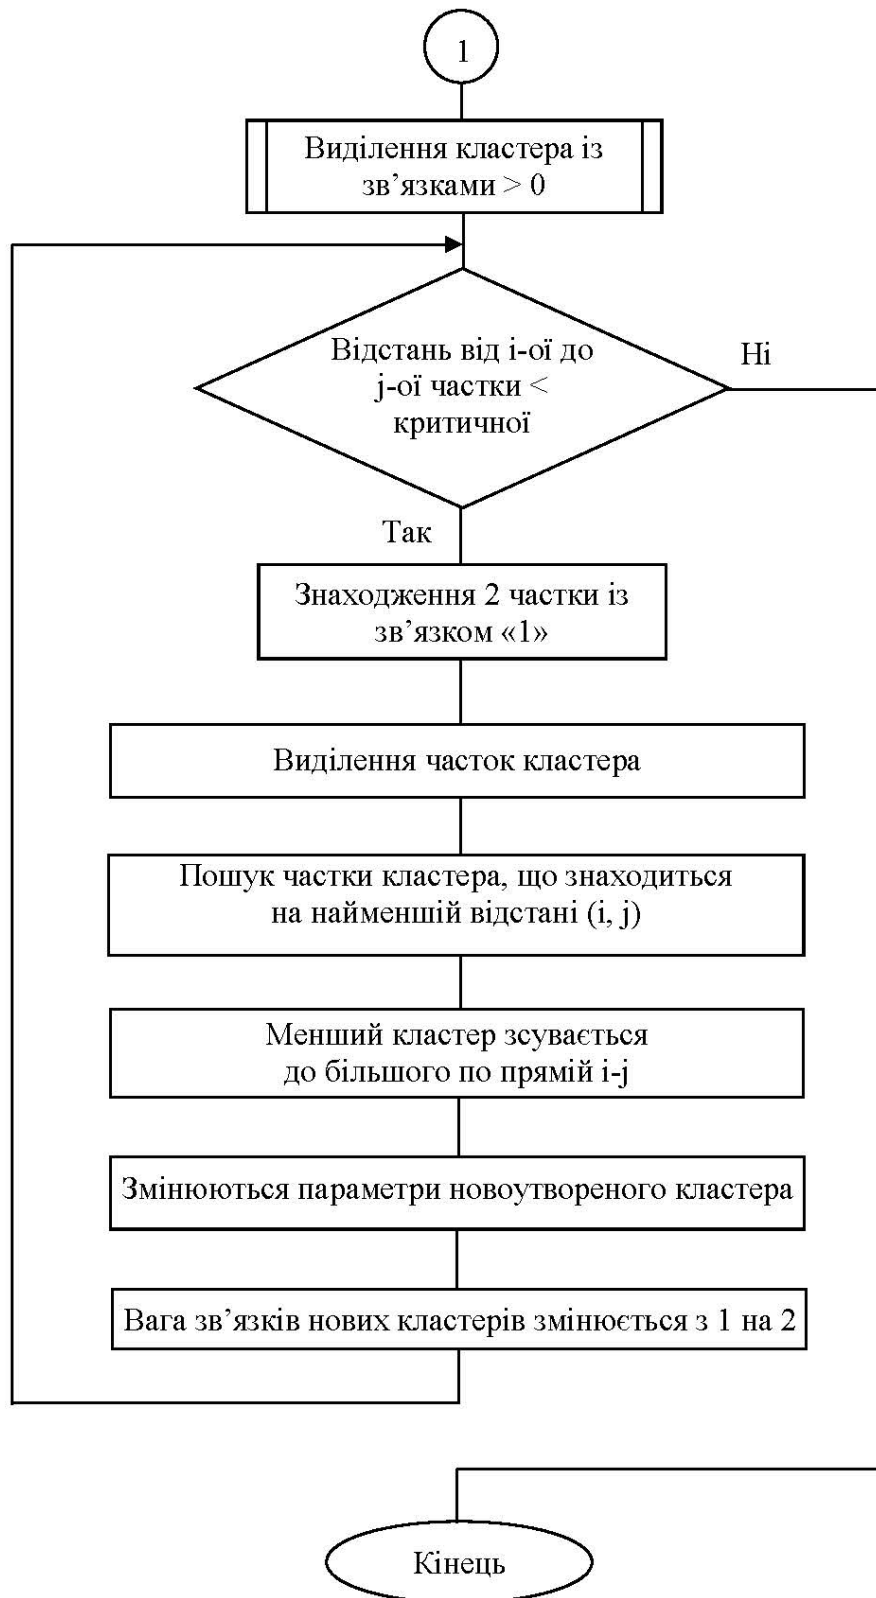 1
Виділення кластера із
зв’язками > 0
Відстань від і-ої до
j-ої частки <
критичної
Ні
Так
Знаходження 2 частки із
зв’язком «1»
Виділення часток кластера
Пошук частки кластера, що знаходиться
на найменшій відстані (i, j)
Менший кластер зсувається
до більшого по прямій i-j
Змінюються параметри новоутвореного кластера
Вага зв’язків нових кластерів змінюється з 1 на 2
Кінець